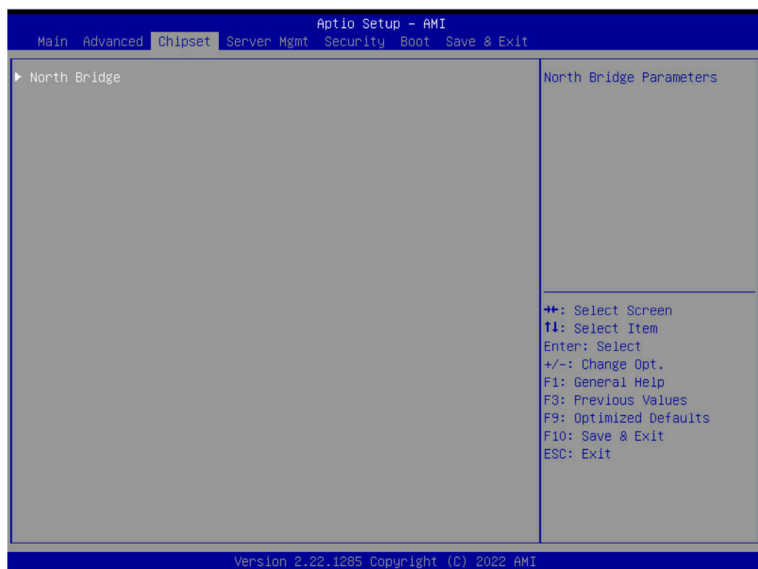 Aptio Setup – AMI
Main Advanced Chipset Server Mgmt Security Boot Save & Exit
▶ North Bridge
North Bridge Parameters
→←: Select Screen
↑↓: Select Item
Enter: Select
+/-: Change Opt.
F1: General Help
F3: Previous Values
F9: Optimized Defaults
F10: Save & Exit
ESC: Exit
Version 2.22.1285 Copyright (C) 2022 AMI